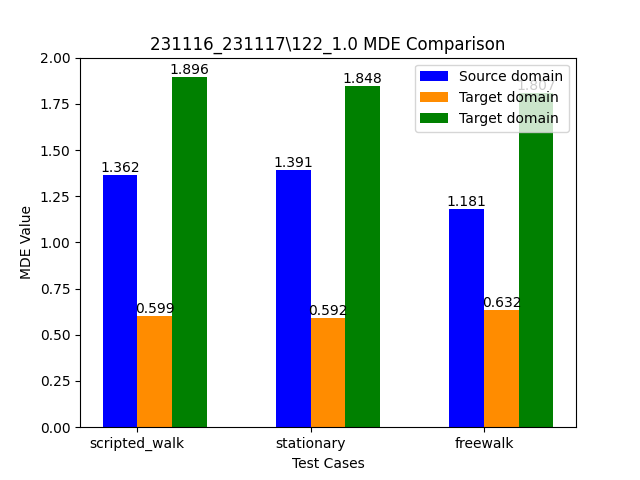 231116_231117\122_1.0 MDE Comparison
MDE Value
2.00
1.75
1.50
1.25
1.00
0.75
0.50
0.25
0.00
1.362
0.599
1.896
1.391
0.592
1.848
1.181
0.632
1.807
Source domain
Target domain
Target domain
scripted_walk
stationary
freewalk
Test Cases